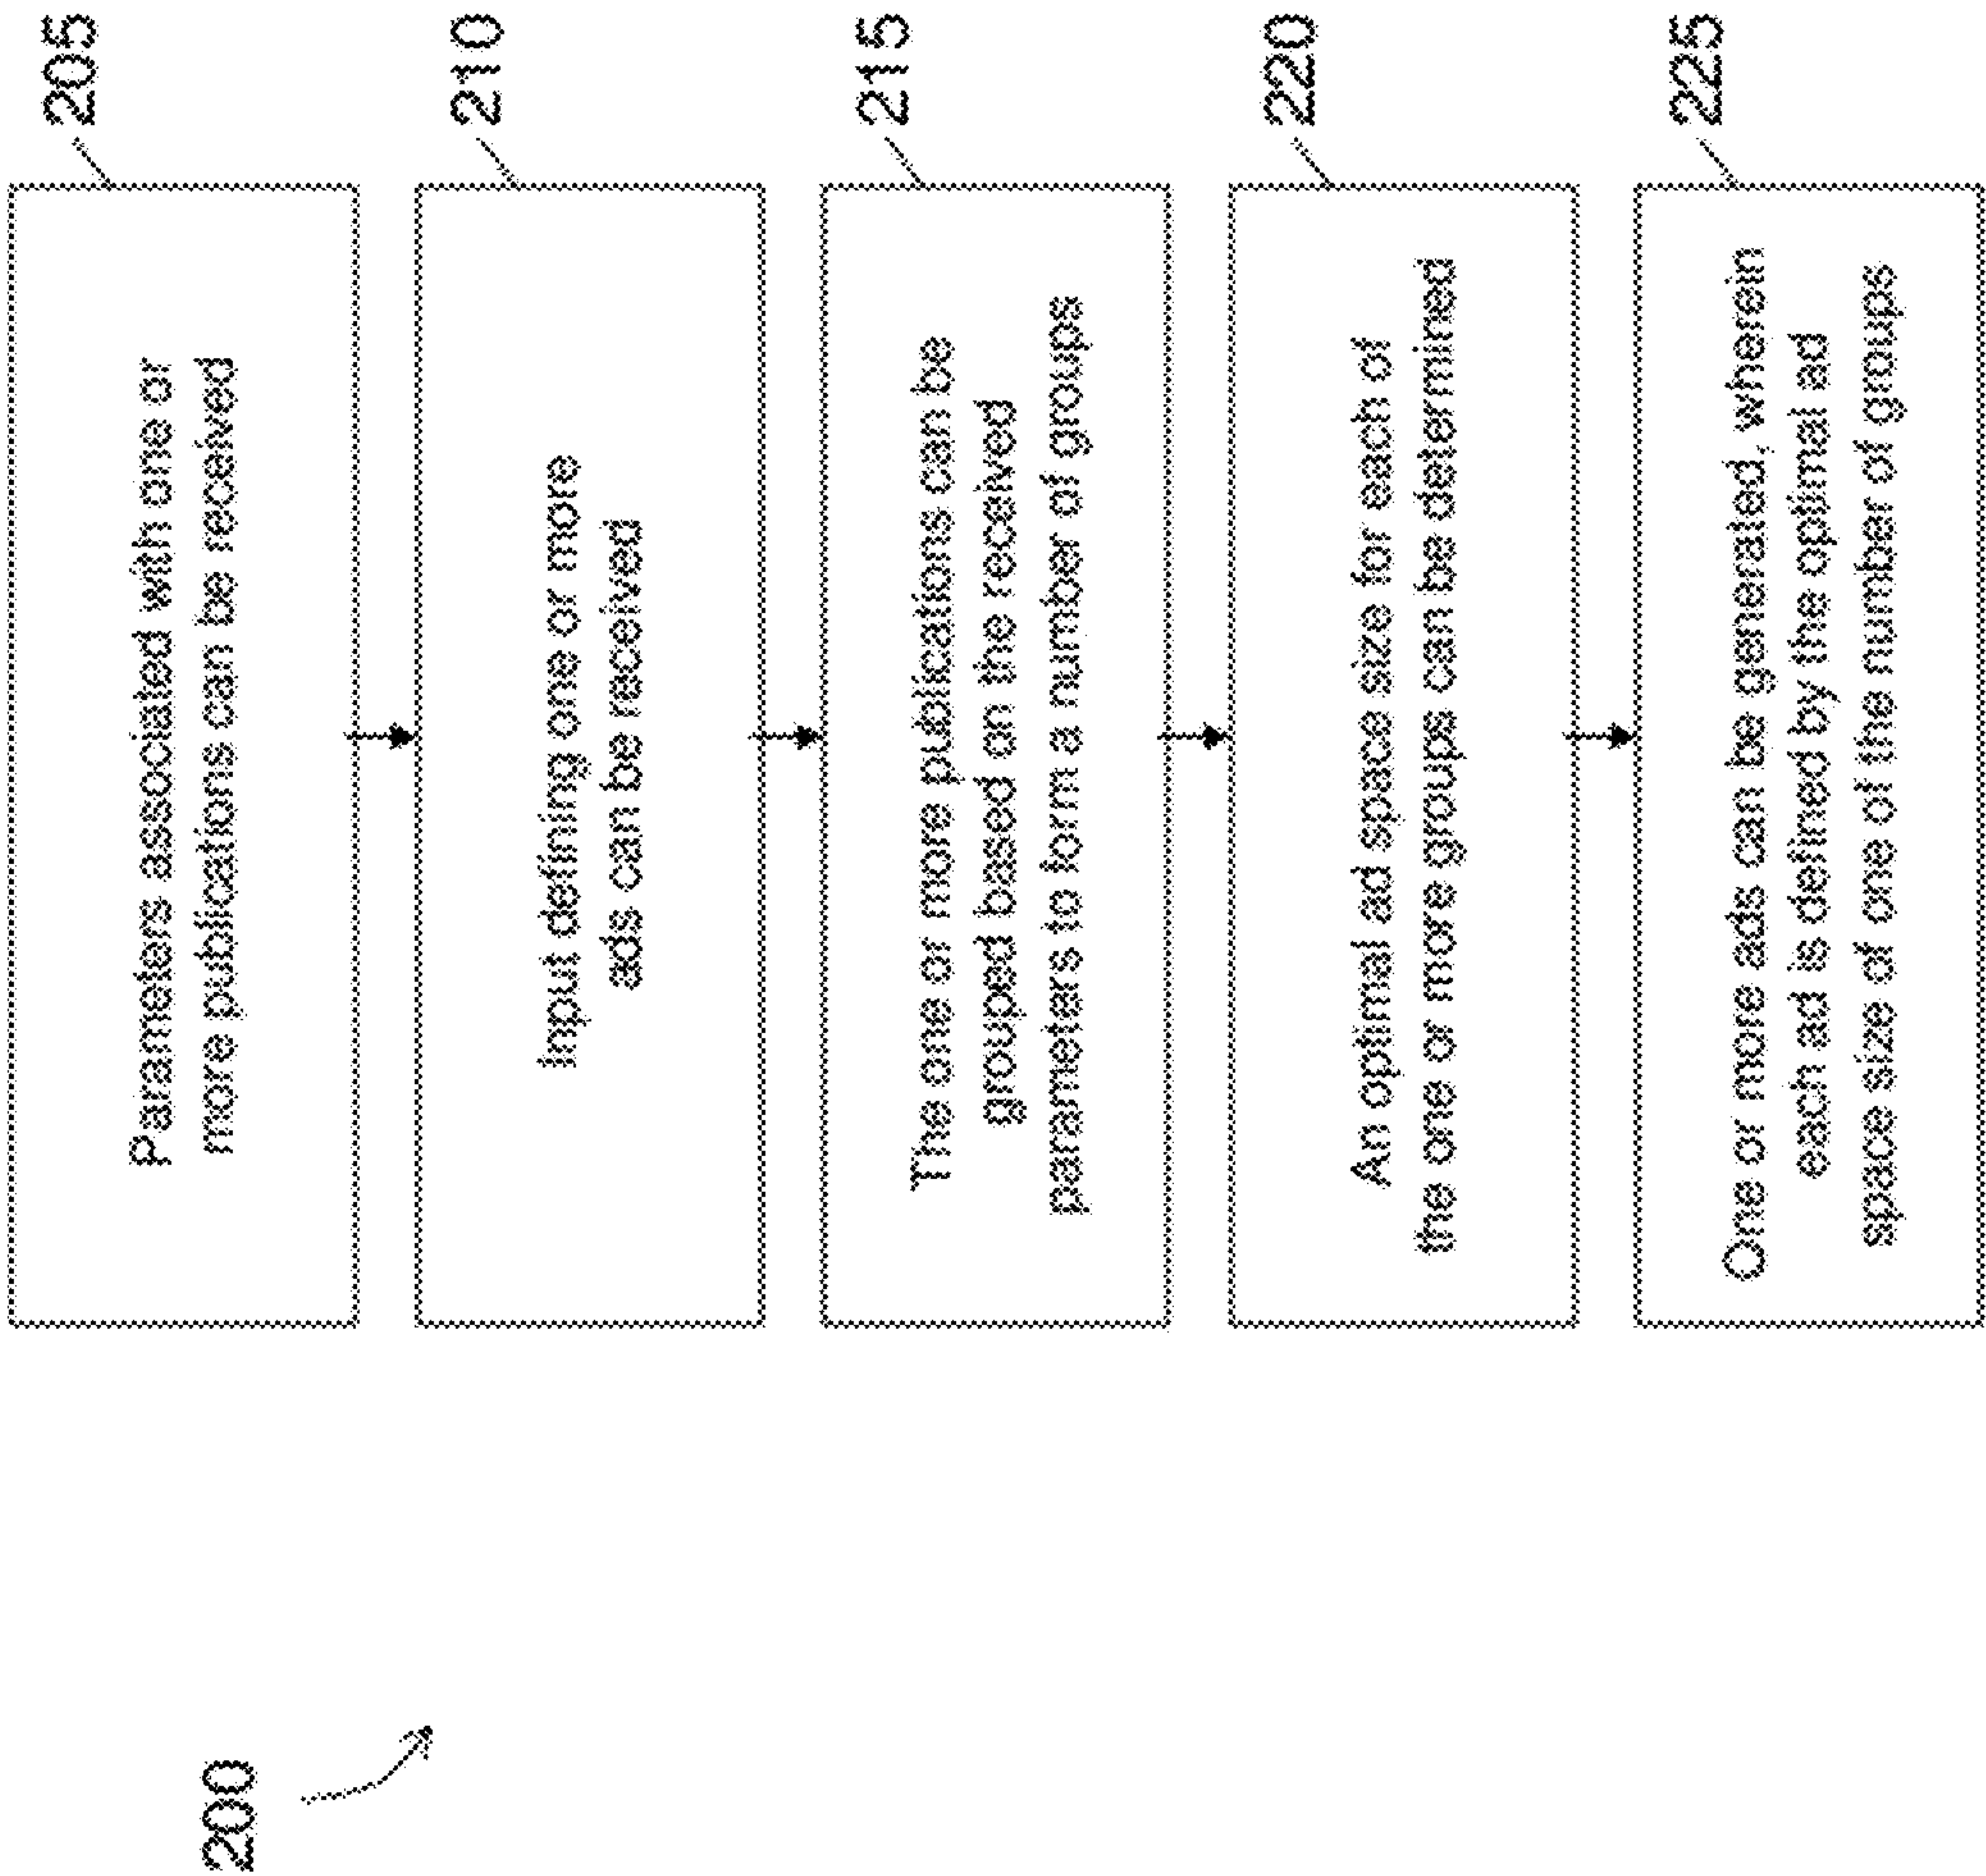 200
205
Parameters associated with one or
more publications can be received
210
Input defining one or more
ads can be received
215
The one or more publications can be
grouped based on the received
parameters to form a number of groups
220
An optimal ad space size for each of
the one or more groups can be determined
225
One or more ads can be generated, wherein
each ad is defined by the optimal ad
space size of one of the number of groups